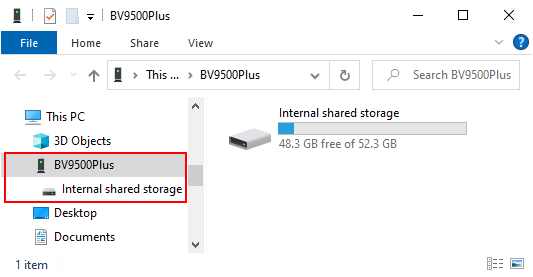 BV9500Plus
File
Home
Share
View
This ... > BV9500Plus
Search BV9500Plus
This PC
3D Objects
BV9500Plus
Internal shared storage
Desktop
Documents
Internal shared storage
48.3 GB free of 52.3 GB
1 item